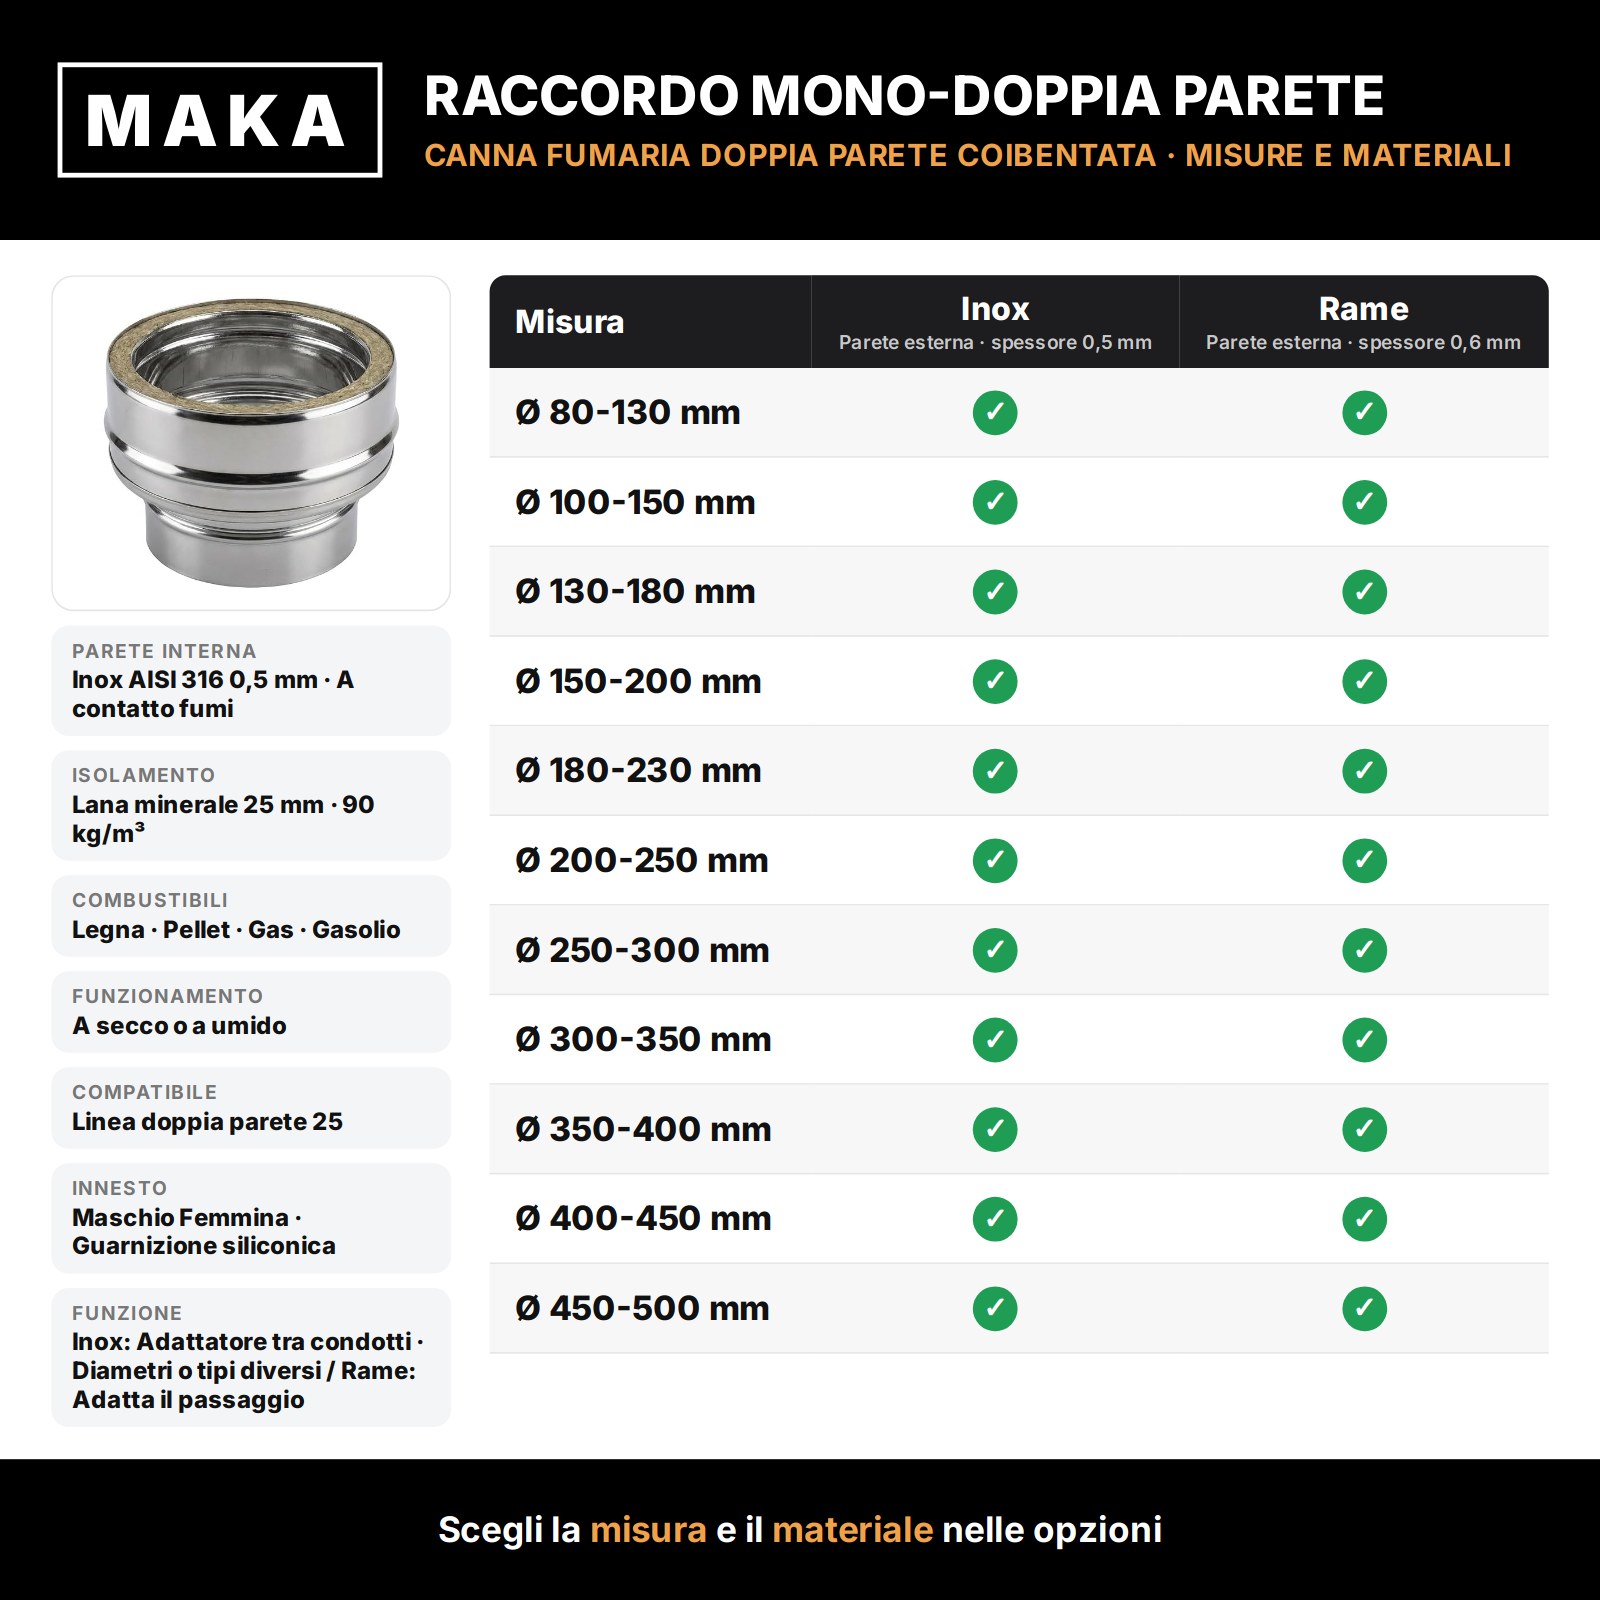 MAKA
RACCORDO MONO-DOPPIA PARETE
CANNA FUMARIA DOPPIA PARETE COIBENTATA · MISURE E MATERIALI
PARETE INTERNA
Inox AISI 316 0,5 mm · A
contatto fumi
ISOLAMENTO
Lana minerale 25 mm · 90
kg/m³
COMBUSTIBILI
Legna · Pellet · Gas · Gasolio
FUNZIONAMENTO
A secco o a umido
COMPATIBILE
Linea doppia parete 25
INNESTO
Maschio Femmina ·
Guarnizione siliconica
FUNZIONE
Inox: Adattatore tra condotti ·
Diametri o tipi diversi / Rame:
Adatta il passaggio
Misura
Inox
Parete esterna · spessore 0,5 mm
Rame
Parete esterna · spessore 0,6 mm
Ø 80-130 mm ✓ ✓
Ø 100-150 mm ✓ ✓
Ø 130-180 mm ✓ ✓
Ø 150-200 mm ✓ ✓
Ø 180-230 mm ✓ ✓
Ø 200-250 mm ✓ ✓
Ø 250-300 mm ✓ ✓
Ø 300-350 mm ✓ ✓
Ø 350-400 mm ✓ ✓
Ø 400-450 mm ✓ ✓
Ø 450-500 mm ✓ ✓
Scegli la misura e il materiale nelle opzioni